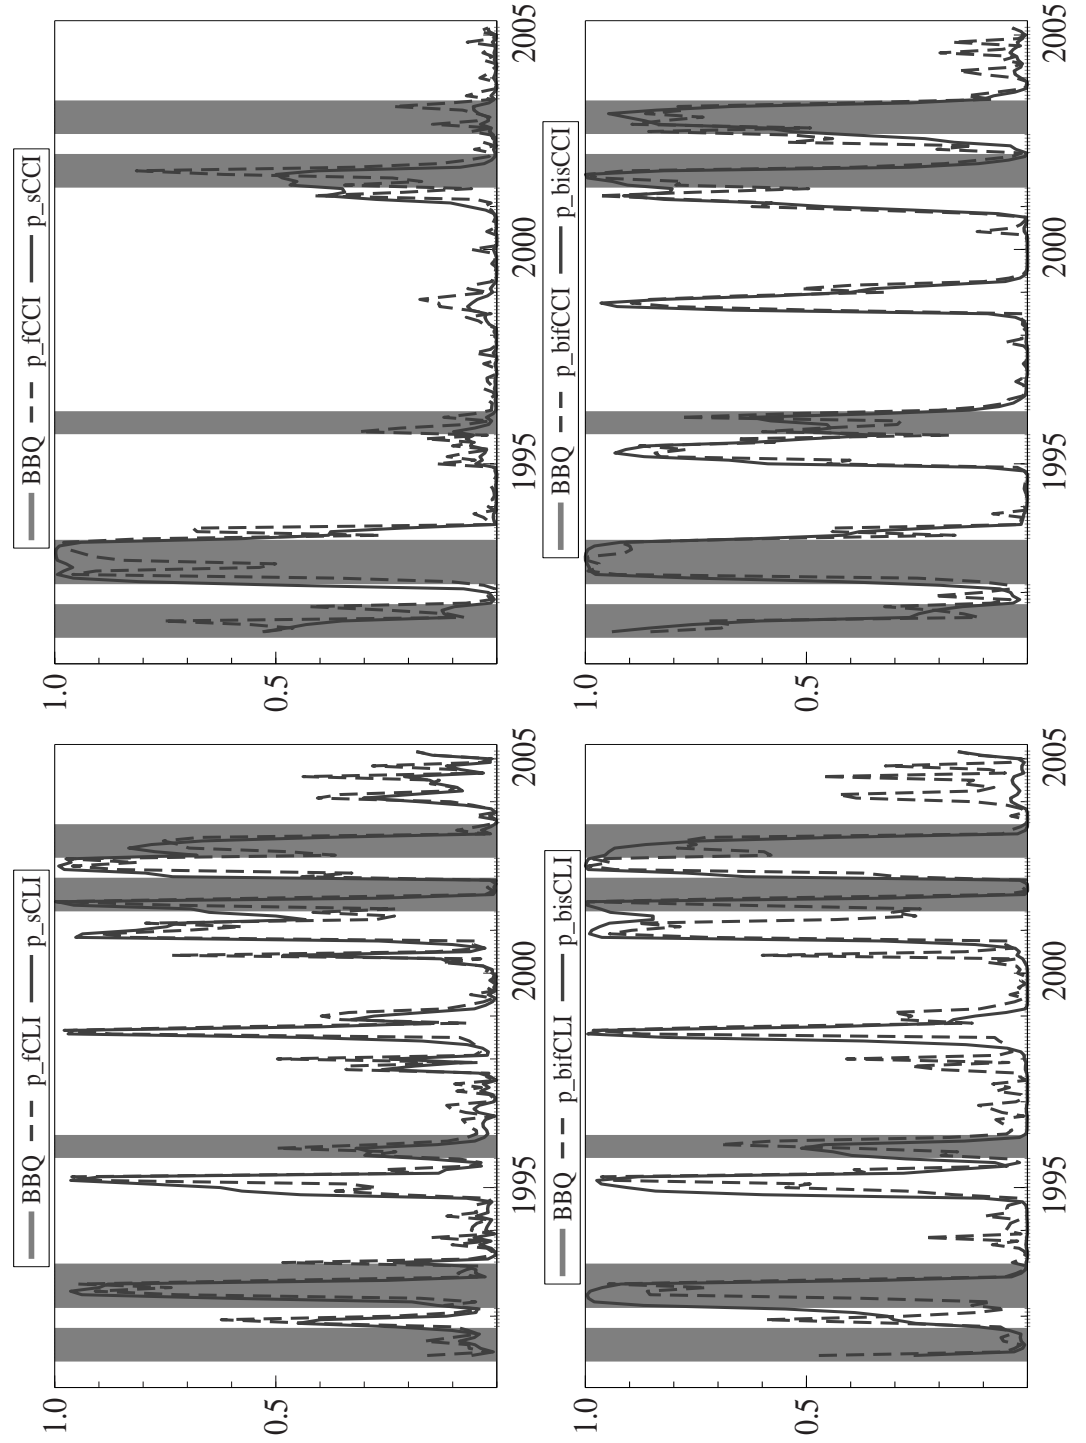 BBQ p_fCLI p_sCLI
1.0
0.5
1995 2000 2005
BBQ p_fCCI p_sCCI
1.0
0.5
1995 2000 2005
BBQ p_bifCLI p_bisCLI
1.0
0.5
1995 2000 2005
BBQ p_bifCCI p_bisCCI
1.0
0.5
1995 2000 2005